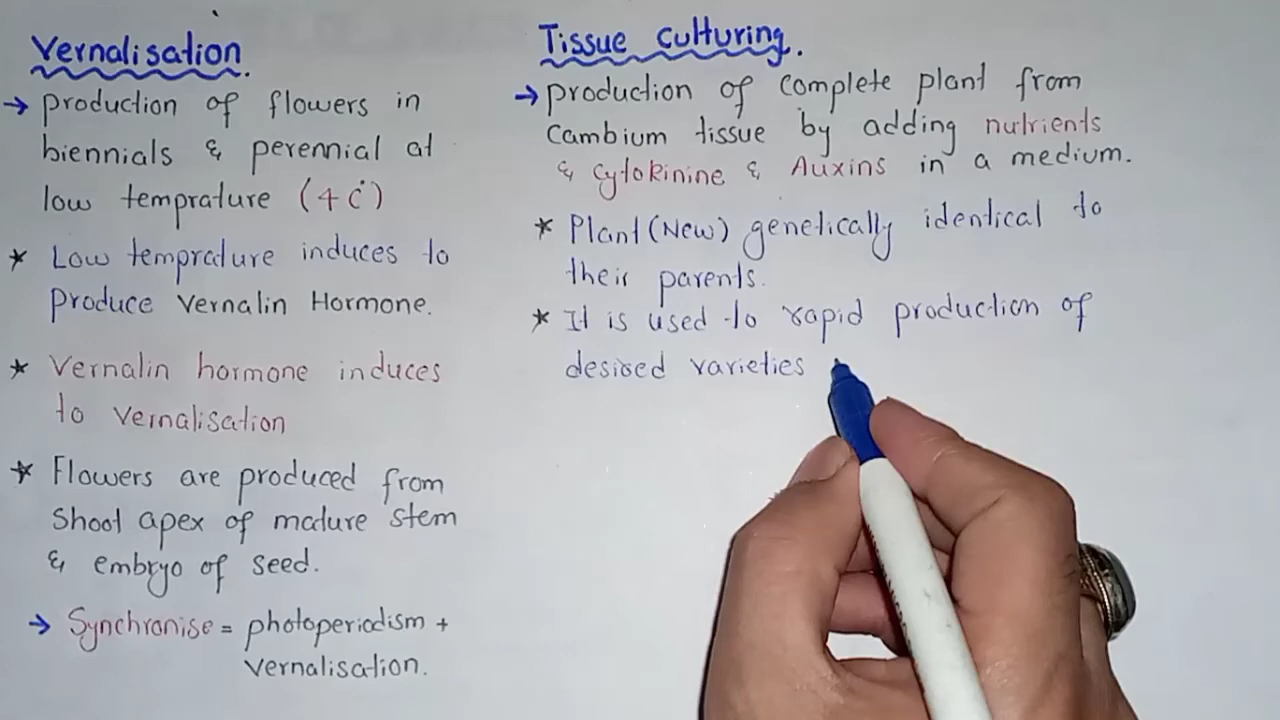 Vernalisation.
→ production of flowers in
biennials & perennial at
low temprature (4 C°)
* Low temprature induces to
produce vernalin Hormone.
* Vernalin hormone induces
to vernalisation
* Flowers are produced from
shoot apex of mature stem
& embryo of seed.
→ Synchronise = photoperiodism +
vernalisation.
Tissue culturing.
→ production of complete plant from
cambium tissue by adding nutrients
& cytokinine & Auxins in a medium.
* Plant (New) genetically identical to
their parents.
* It is used to rapid production of
desired varieties